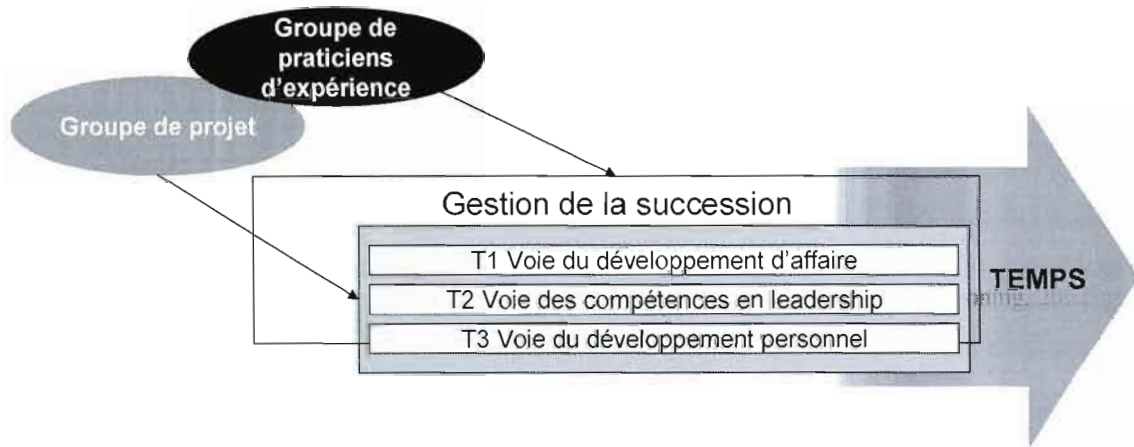 Groupe de
praticiens
d'expérience
Groupe de projet
Gestion de la succession
T1 Voie du développement d'affaire
T2 Voie des compétences en leadership
T3 Voie du développement personnel
TEMPS